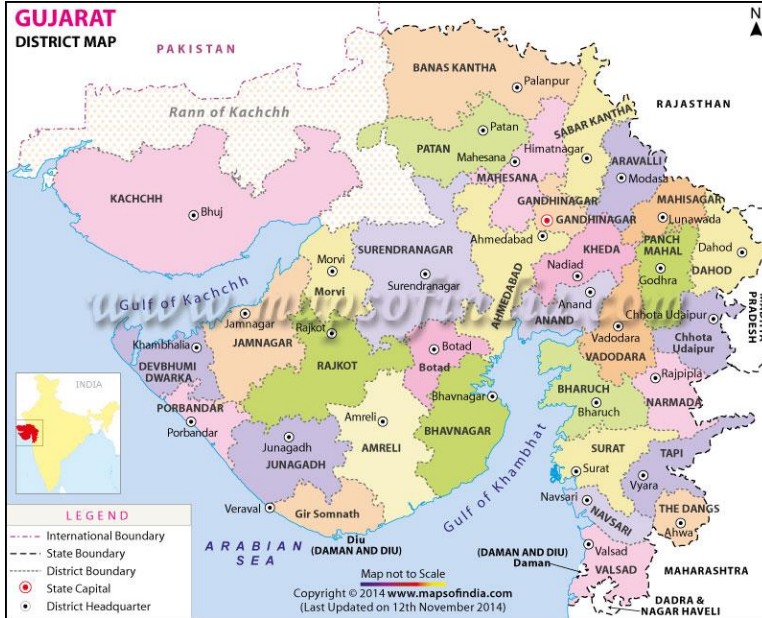 GUJARAT
DISTRICT MAP
N
PAKISTAN
RAJASTHAN
Rann of Kachchh
BANAS KANTHA
Palanpur
SABAR KANTHA
Patan
PATAN
Mahesana
Himatnagar
MAHESANA
ARAVALLI
Modasa
KACHCHH
Bhuj
GANDHINAGAR
GANDHINAGAR
MAHISAGAR
Lunawada
Ahmedabad
SURENDRANAGAR
KHEDA
PANCH
MAHAL
Dahod
DAHOD
Morvi
Morvi
Surendranagar
AHMEDABAD
Nadiad
Godhra
Anand
ANAND
Gulf of Kachchh
www.mapsofindia.com
PRADESH
Jamnagar
JAMNAGAR
Rajkot
RAJKOT
Chhota Udaipur
Chhota
Udaipur
Vadodara
VADODARA
Khambhalia
DEVBHUMI
DWARKA
Botad
Botad
Rajpipla
NARMADA
BHARUCH
Bharuch
PORBANDAR
Porbandar
Bhavnagar
BHAVNAGAR
Amreli
AMRELI
Junagadh
JUNAGADH
SURAT
Surat
TAPI
Vyara
Gulf of Khambhat
INDIA
Veraval
Gir Somnath
Navsari
NAVSARI
THE DANGS
Ahwa
Diu
(DAMAN AND DIU)
ARABIAN
SEA
(DAMAN AND DIU)
Daman
Valsad
VALSAD
MAHARASHTRA
DADRA &
NAGAR HAVELI
LEGEND
International Boundary
State Boundary
District Boundary
State Capital
District Headquarter
Map not to Scale
Copyright © 2014 www.mapsofindia.com
(Last Updated on 12th November 2014)